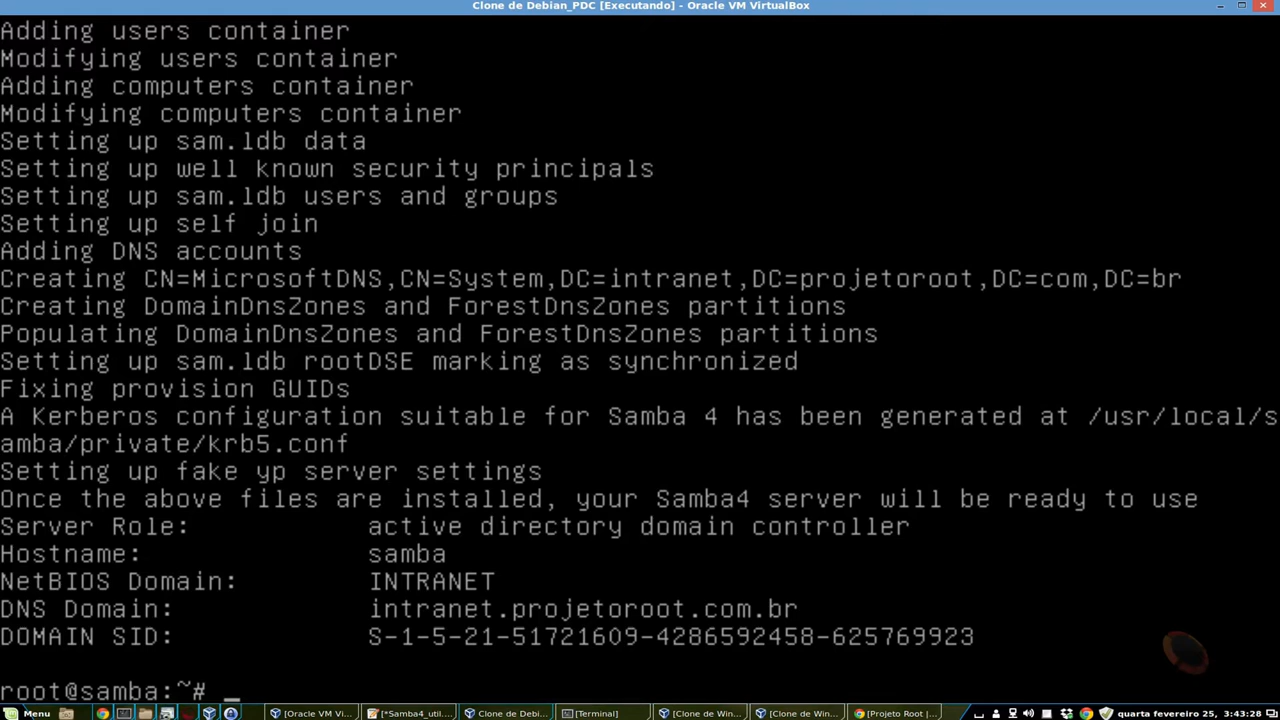 Clone de Debian_PDC [Executando] - Oracle VM VirtualBox
Adding users container
Modifying users container
Adding computers container
Modifying computers container
Setting up sam.ldb data
Setting up well known security principals
Setting up sam.ldb users and groups
Setting up self join
Adding DNS accounts
Creating CN=MicrosoftDNS,CN=System,DC=intranet,DC=projetoroot,DC=com,DC=br
Creating DomainDnsZones and ForestDnsZones partitions
Populating DomainDnsZones and ForestDnsZones partitions
Setting up sam.ldb rootDSE marking as synchronized
Fixing provision GUIDs
A Kerberos configuration suitable for Samba 4 has been generated at /usr/local/s
amba/private/krb5.conf
Setting up fake yp server settings
Once the above files are installed, your Samba4 server will be ready to use
Server Role: active directory domain controller
Hostname: samba
NetBIOS Domain: INTRANET
DNS Domain: intranet.projetoroot.com.br
DOMAIN SID: S-1-5-21-51721609-4286592458-625769923
root@samba:~# _
Menu [Oracle VM Vi... [*Samba4_util.... Clone de Debi... [Terminal] [Clone de Win... [Clone de Win... [Projeto Root |... quarta fevereiro 25, 3:43:28